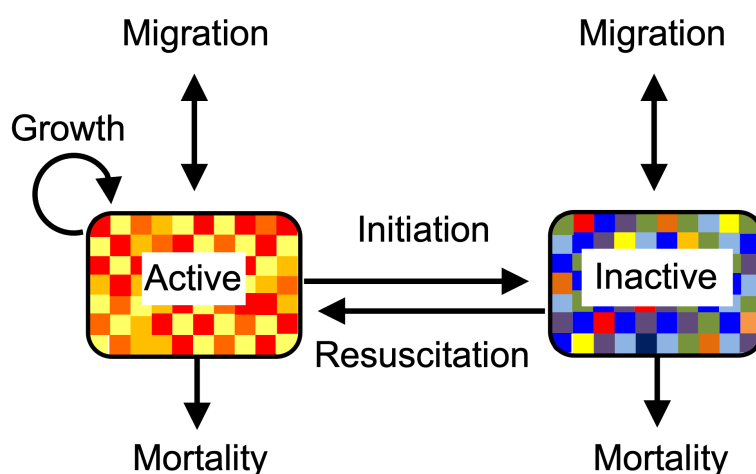 Migration
Migration
Growth
Initiation
Active
Inactive
Resuscitation
Mortality
Mortality